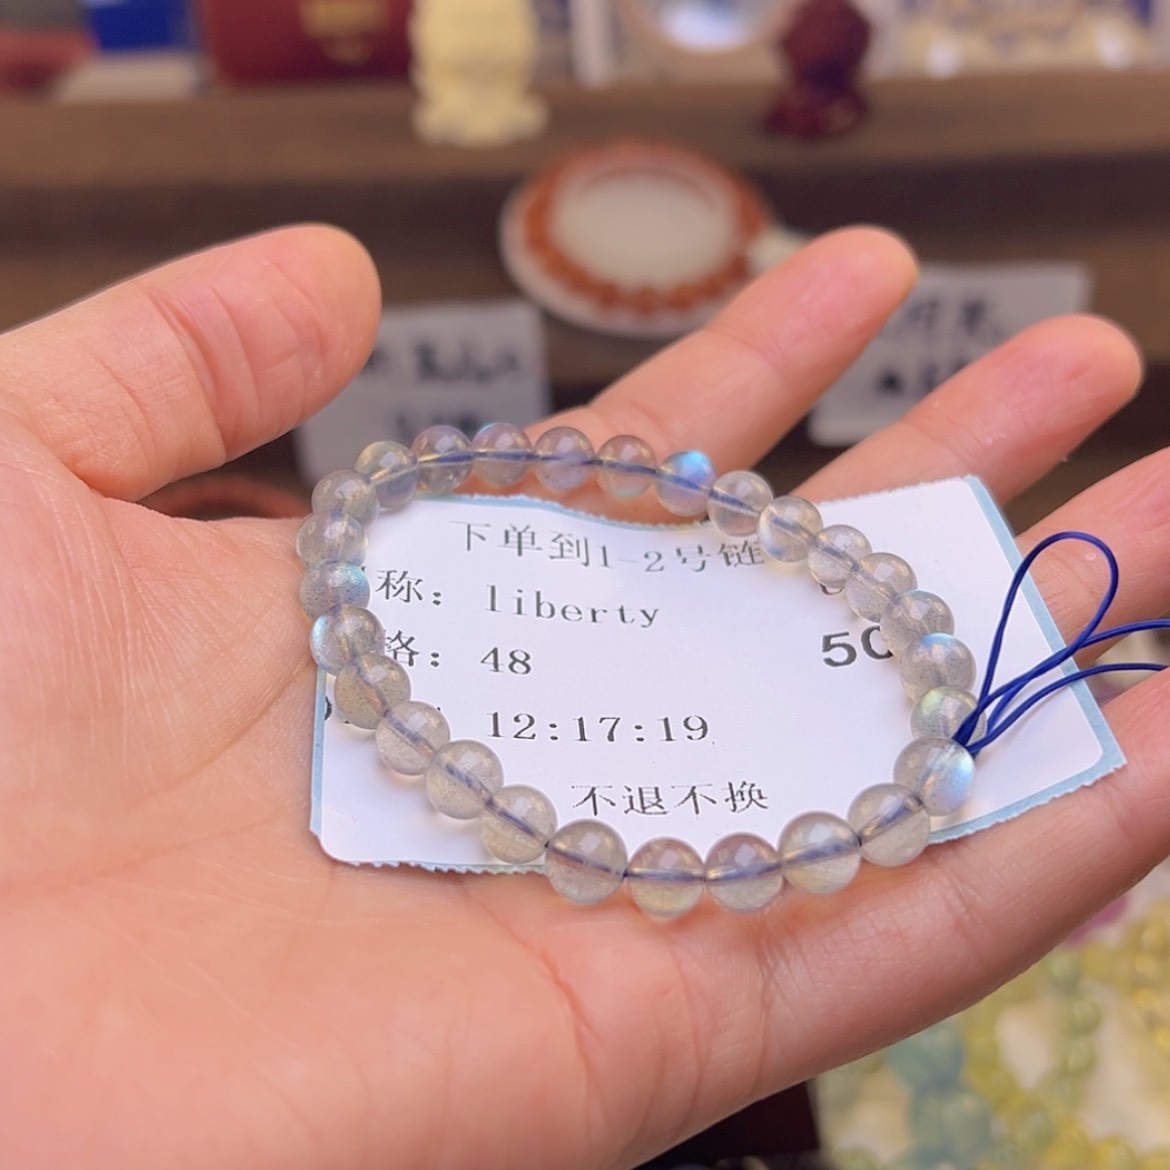 下单到1-2号链
称: liberty
格: 48
50
12:17:19
不退不换